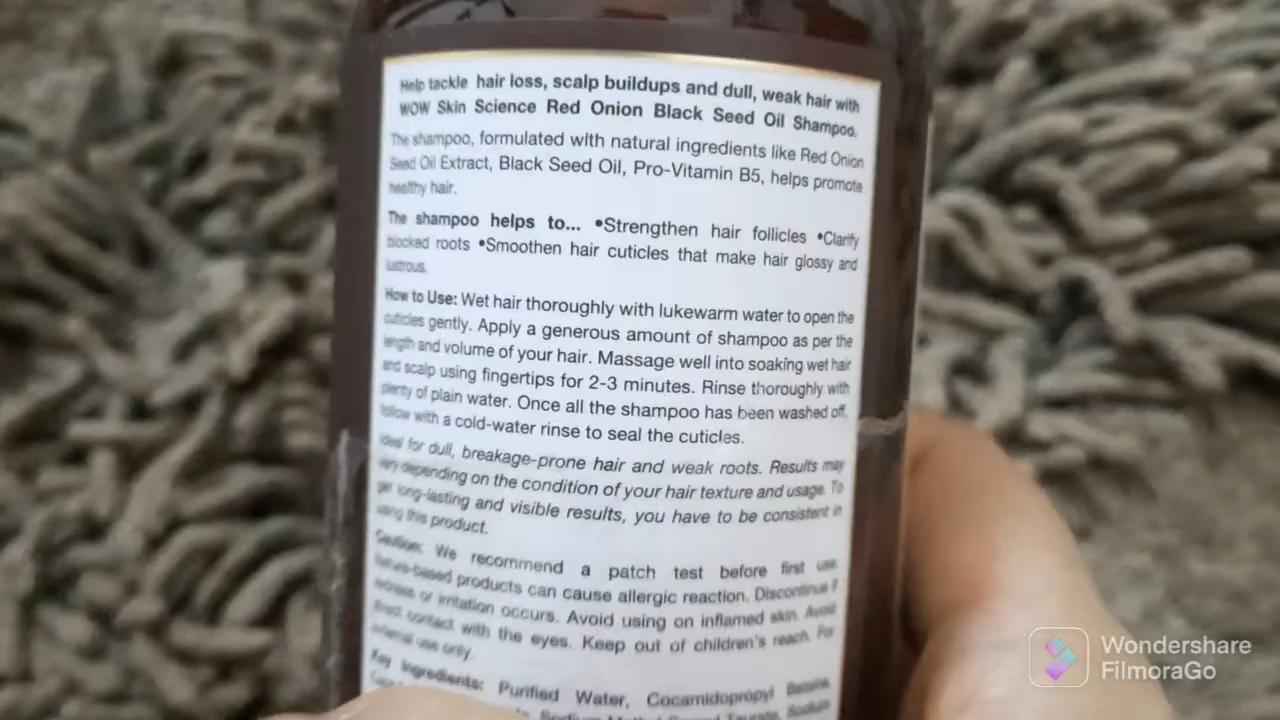 Help tackle hair loss, scalp buildups and dull, weak hair with
WOW Skin Science Red Onion Black Seed Oil Shampoo.
The shampoo, formulated with natural ingredients like Red Onion
Seed Oil Extract, Black Seed Oil, Pro-Vitamin B5, helps promote
healthy hair.
The shampoo helps to... •Strengthen hair follicles •Clarify
blocked roots •Smoothen hair cuticles that make hair glossy and
lustrous.
How to Use: Wet hair thoroughly with lukewarm water to open the
cuticles gently. Apply a generous amount of shampoo as per the
length and volume of your hair. Massage well into soaking wet hair
and scalp using fingertips for 2-3 minutes. Rinse thoroughly with
plenty of plain water. Once all the shampoo has been washed off,
follow with a cold-water rinse to seal the cuticles.
Ideal for dull, breakage-prone hair and weak roots. Results may
vary depending on the condition of your hair texture and usage. To
get long-lasting and visible results, you have to be consistent in
using this product.
Caution: We recommend a patch test before first use.
Nature-based products can cause allergic reaction. Discontinue if
redness or irritation occurs. Avoid using on inflamed skin. Avoid
direct contact with the eyes. Keep out of children's reach. For
external use only.
Key Ingredients: Purified Water, Cocamidopropyl Betaine,
Sodium Methyl Cocoyl Taurate, Sodium
Wondershare
FilmoraGo